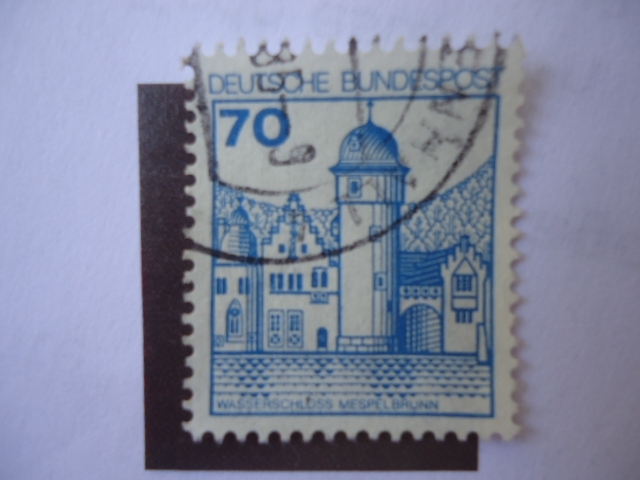 DEUTSCHE BUNDESPOST
70
WASSERSCHLOSS MESPELBRUNN